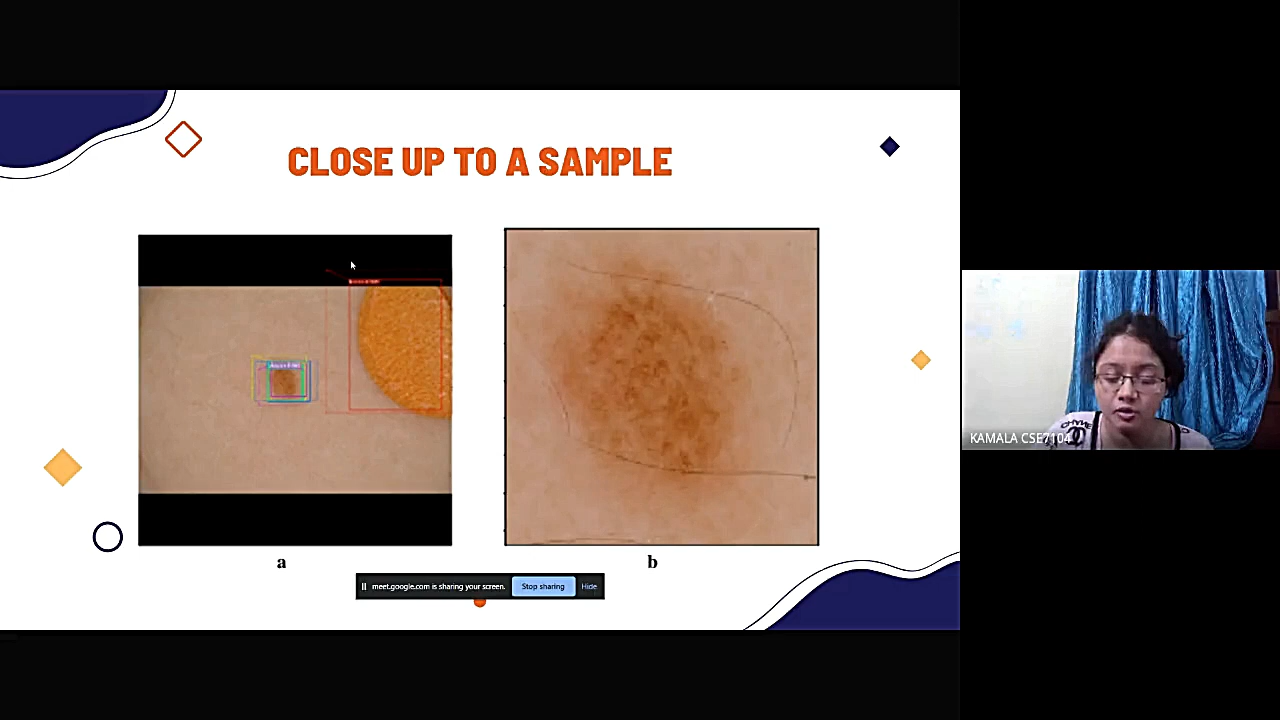 CLOSE UP TO A SAMPLE
a
b
meet.google.com is sharing your screen.
Stop sharing
Hide
KAMALA CSE7104